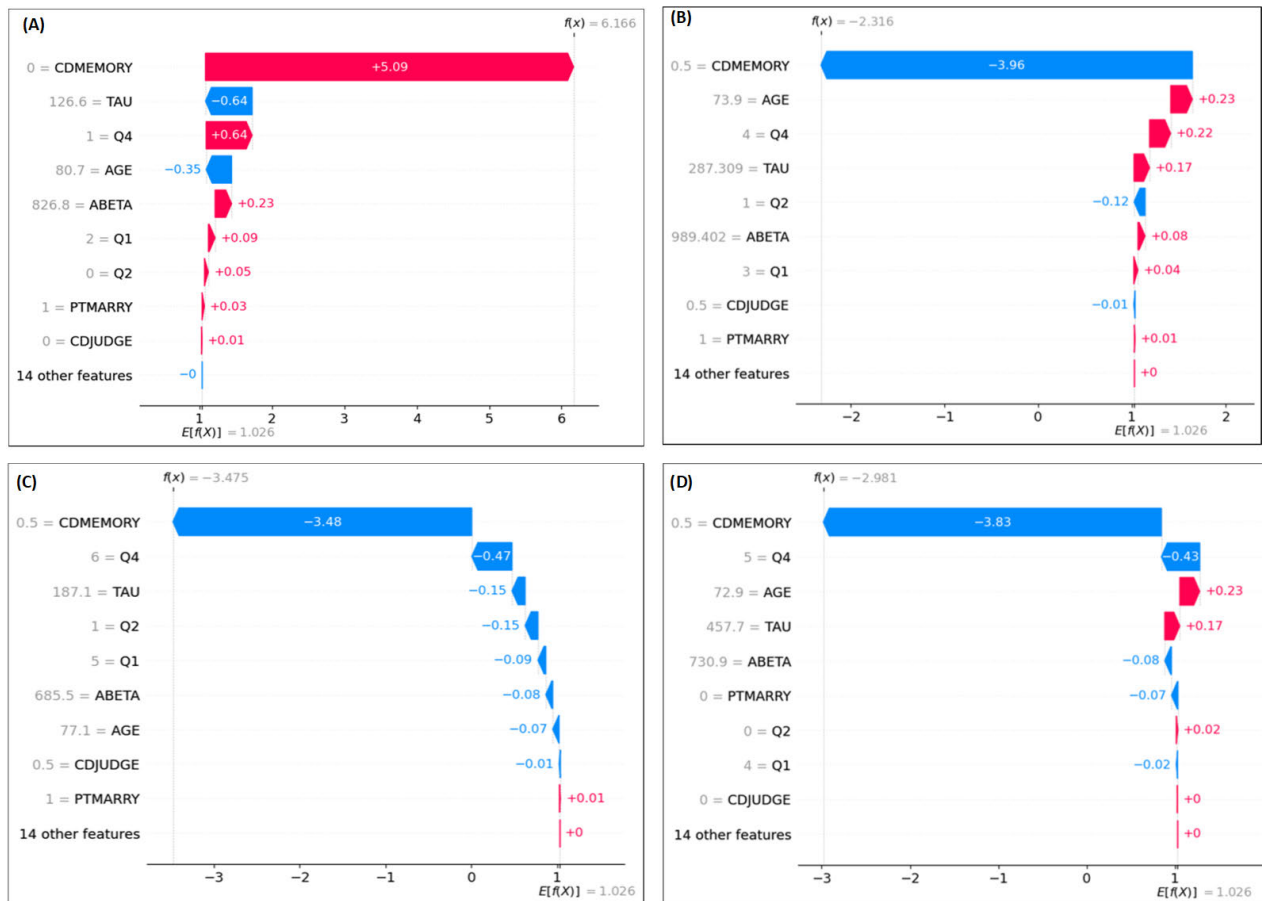 (A)
f(x) = 6.166
0 = CDMEMORY
+5.09
126.6 = TAU
−0.64
1 = Q4
+0.64
80.7 = AGE
−0.35
826.8 = ABETA
+0.23
2 = Q1
+0.09
0 = Q2
+0.05
1 = PTMARRY
+0.03
0 = CDJUDGE
+0.01
14 other features
−0
1 2 3 4 5 6
E[f(X)] = 1.026
(B)
f(x) = −2.316
0.5 = CDMEMORY
−3.96
73.9 = AGE
+0.23
4 = Q4
+0.22
287.309 = TAU
+0.17
1 = Q2
−0.12
989.402 = ABETA
+0.08
3 = Q1
+0.04
0.5 = CDJUDGE
−0.01
1 = PTMARRY
+0.01
14 other features
+0
−2 −1 0 1 2
E[f(X)] = 1.026
(C)
f(x) = −3.475
0.5 = CDMEMORY
−3.48
6 = Q4
−0.47
187.1 = TAU
−0.15
1 = Q2
−0.15
5 = Q1
−0.09
685.5 = ABETA
−0.08
77.1 = AGE
−0.07
0.5 = CDJUDGE
−0.01
1 = PTMARRY
+0.01
14 other features
+0
−3 −2 −1 0 1
E[f(X)] = 1.026
(D)
f(x) = −2.981
0.5 = CDMEMORY
−3.83
5 = Q4
−0.43
72.9 = AGE
+0.23
457.7 = TAU
+0.17
730.9 = ABETA
−0.08
0 = PTMARRY
−0.07
0 = Q2
+0.02
4 = Q1
−0.02
0 = CDJUDGE
+0
14 other features
+0
−3 −2 −1 0 1
E[f(X)] = 1.026